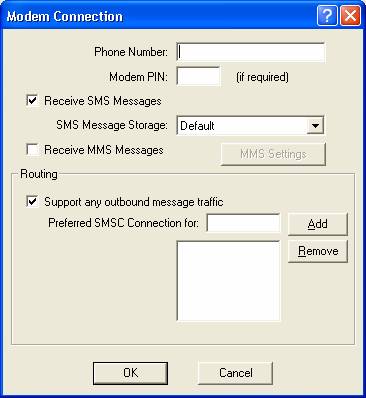 Modem Connection
Phone Number:
Modem PIN: (if required)
Receive SMS Messages
SMS Message Storage: Default
Receive MMS Messages MMS Settings
Routing
Support any outbound message traffic
Preferred SMSC Connection for: Add
Remove
OK Cancel